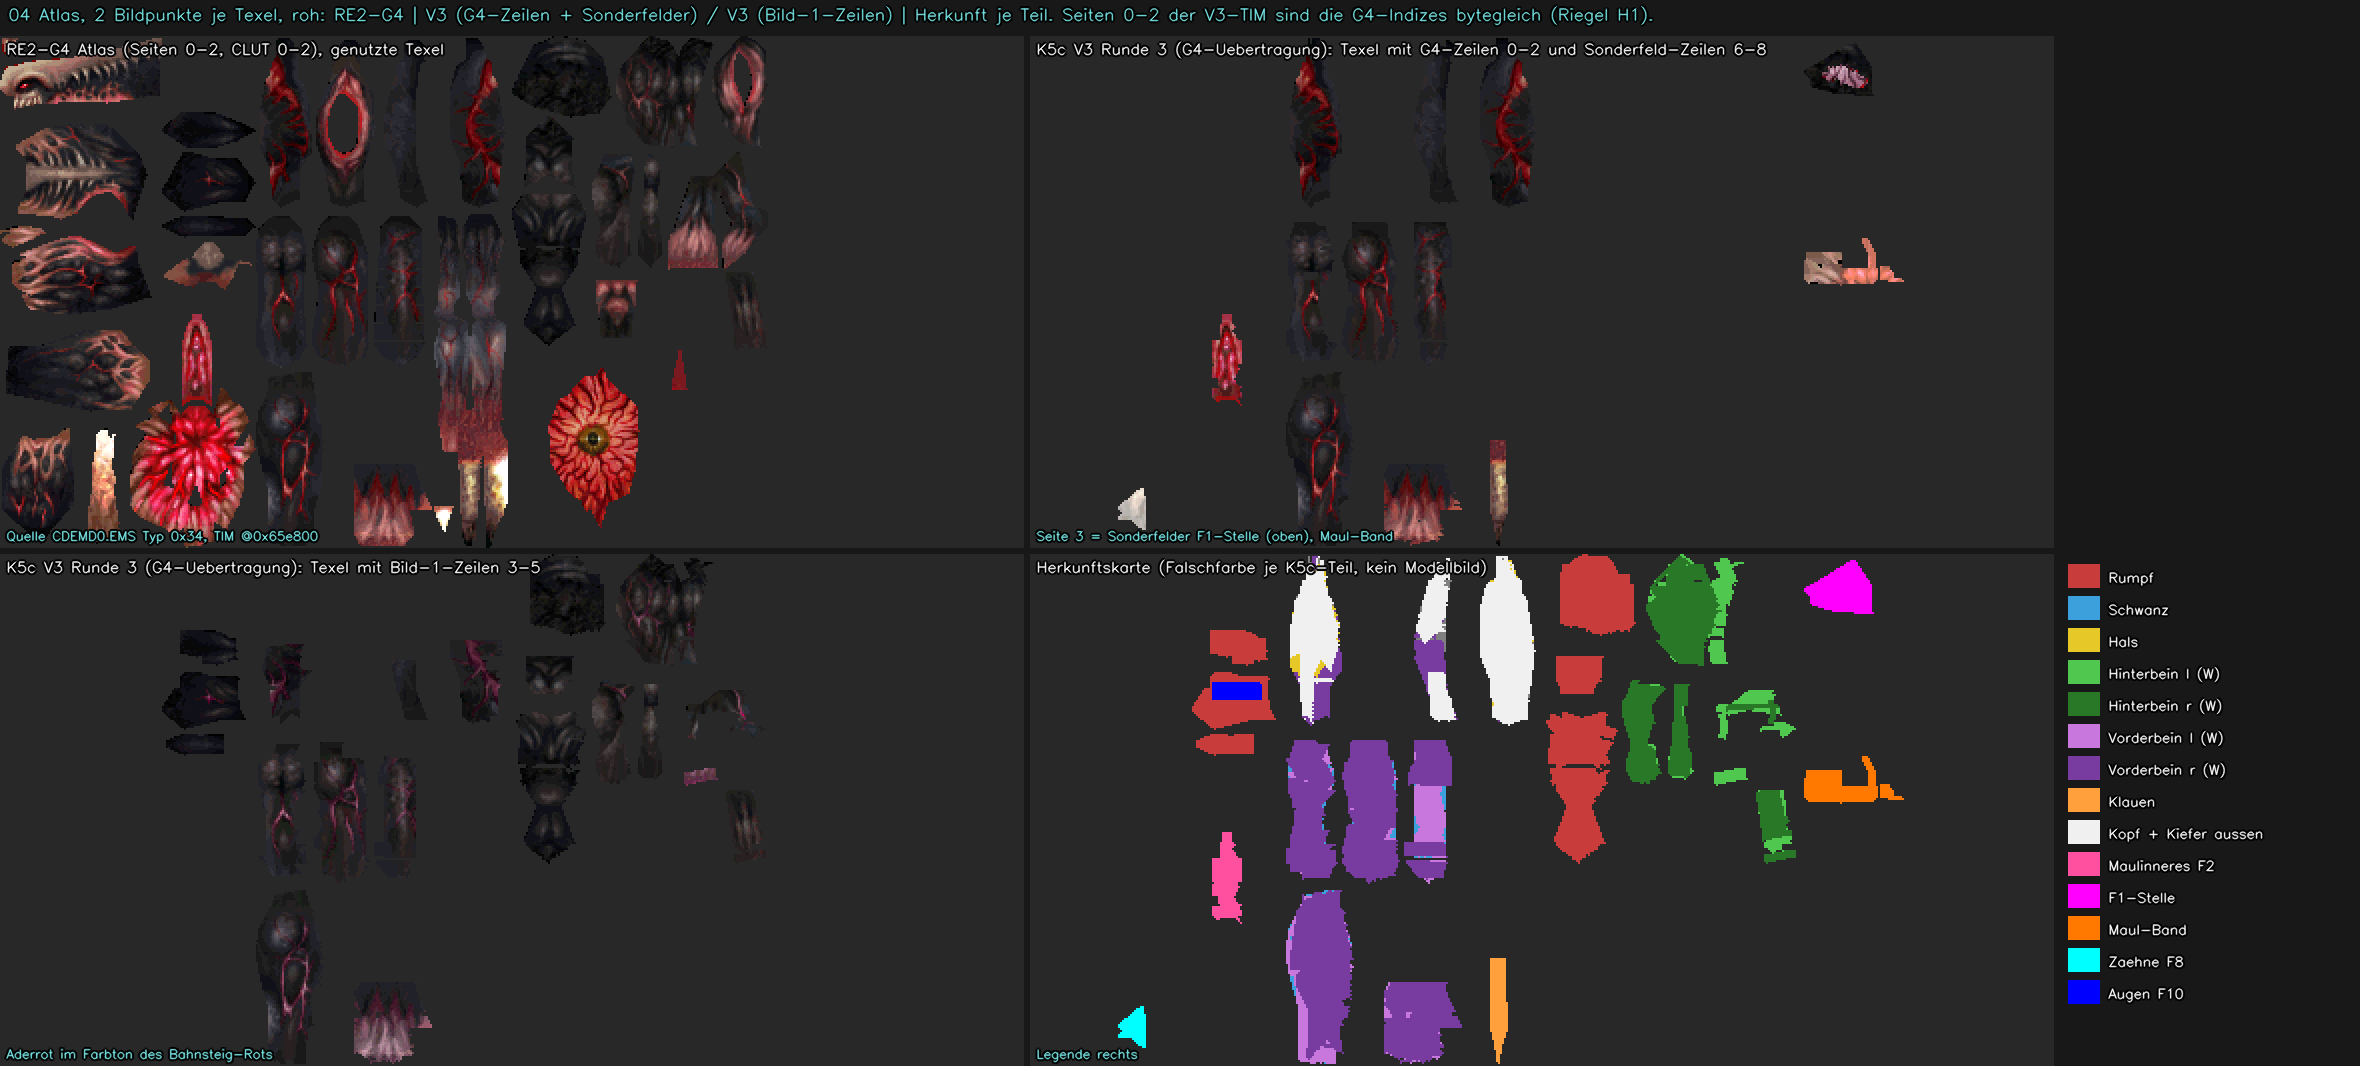 04 Atlas, 2 Bildpunkte je Texel, roh: RE2-G4 | V3 (G4-Zeilen + Sonderfelder) / V3 (Bild-1-Zeilen) | Herkunft je Teil. Seiten 0-2 der V3-TIM sind die G4-Indizes bytegleich (Riegel H1).
RE2-G4 Atlas (Seiten 0-2, CLUT 0-2), genutzte Texel
K5c V3 Runde 3 (G4-Uebertragung): Texel mit G4-Zeilen 0-2 und Sonderfeld-Zeilen 6-8
Quelle CDEMD0.EMS Typ 0x34, TIM @0x65e800
Seite 3 = Sonderfelder F1-Stelle (oben), Maul-Band
K5c V3 Runde 3 (G4-Uebertragung): Texel mit Bild-1-Zeilen 3-5
Herkunftskarte (Falschfarbe je K5c-Teil, kein Modellbild)
Rumpf
Schwanz
Hals
Hinterbein l (W)
Hinterbein r (W)
Vorderbein l (W)
Vorderbein r (W)
Klauen
Kopf + Kiefer aussen
Maulinneres F2
F1-Stelle
Maul-Band
Zaehne F8
Augen F10
Aderrot im Farbton des Bahnsteig-Rots
Legende rechts